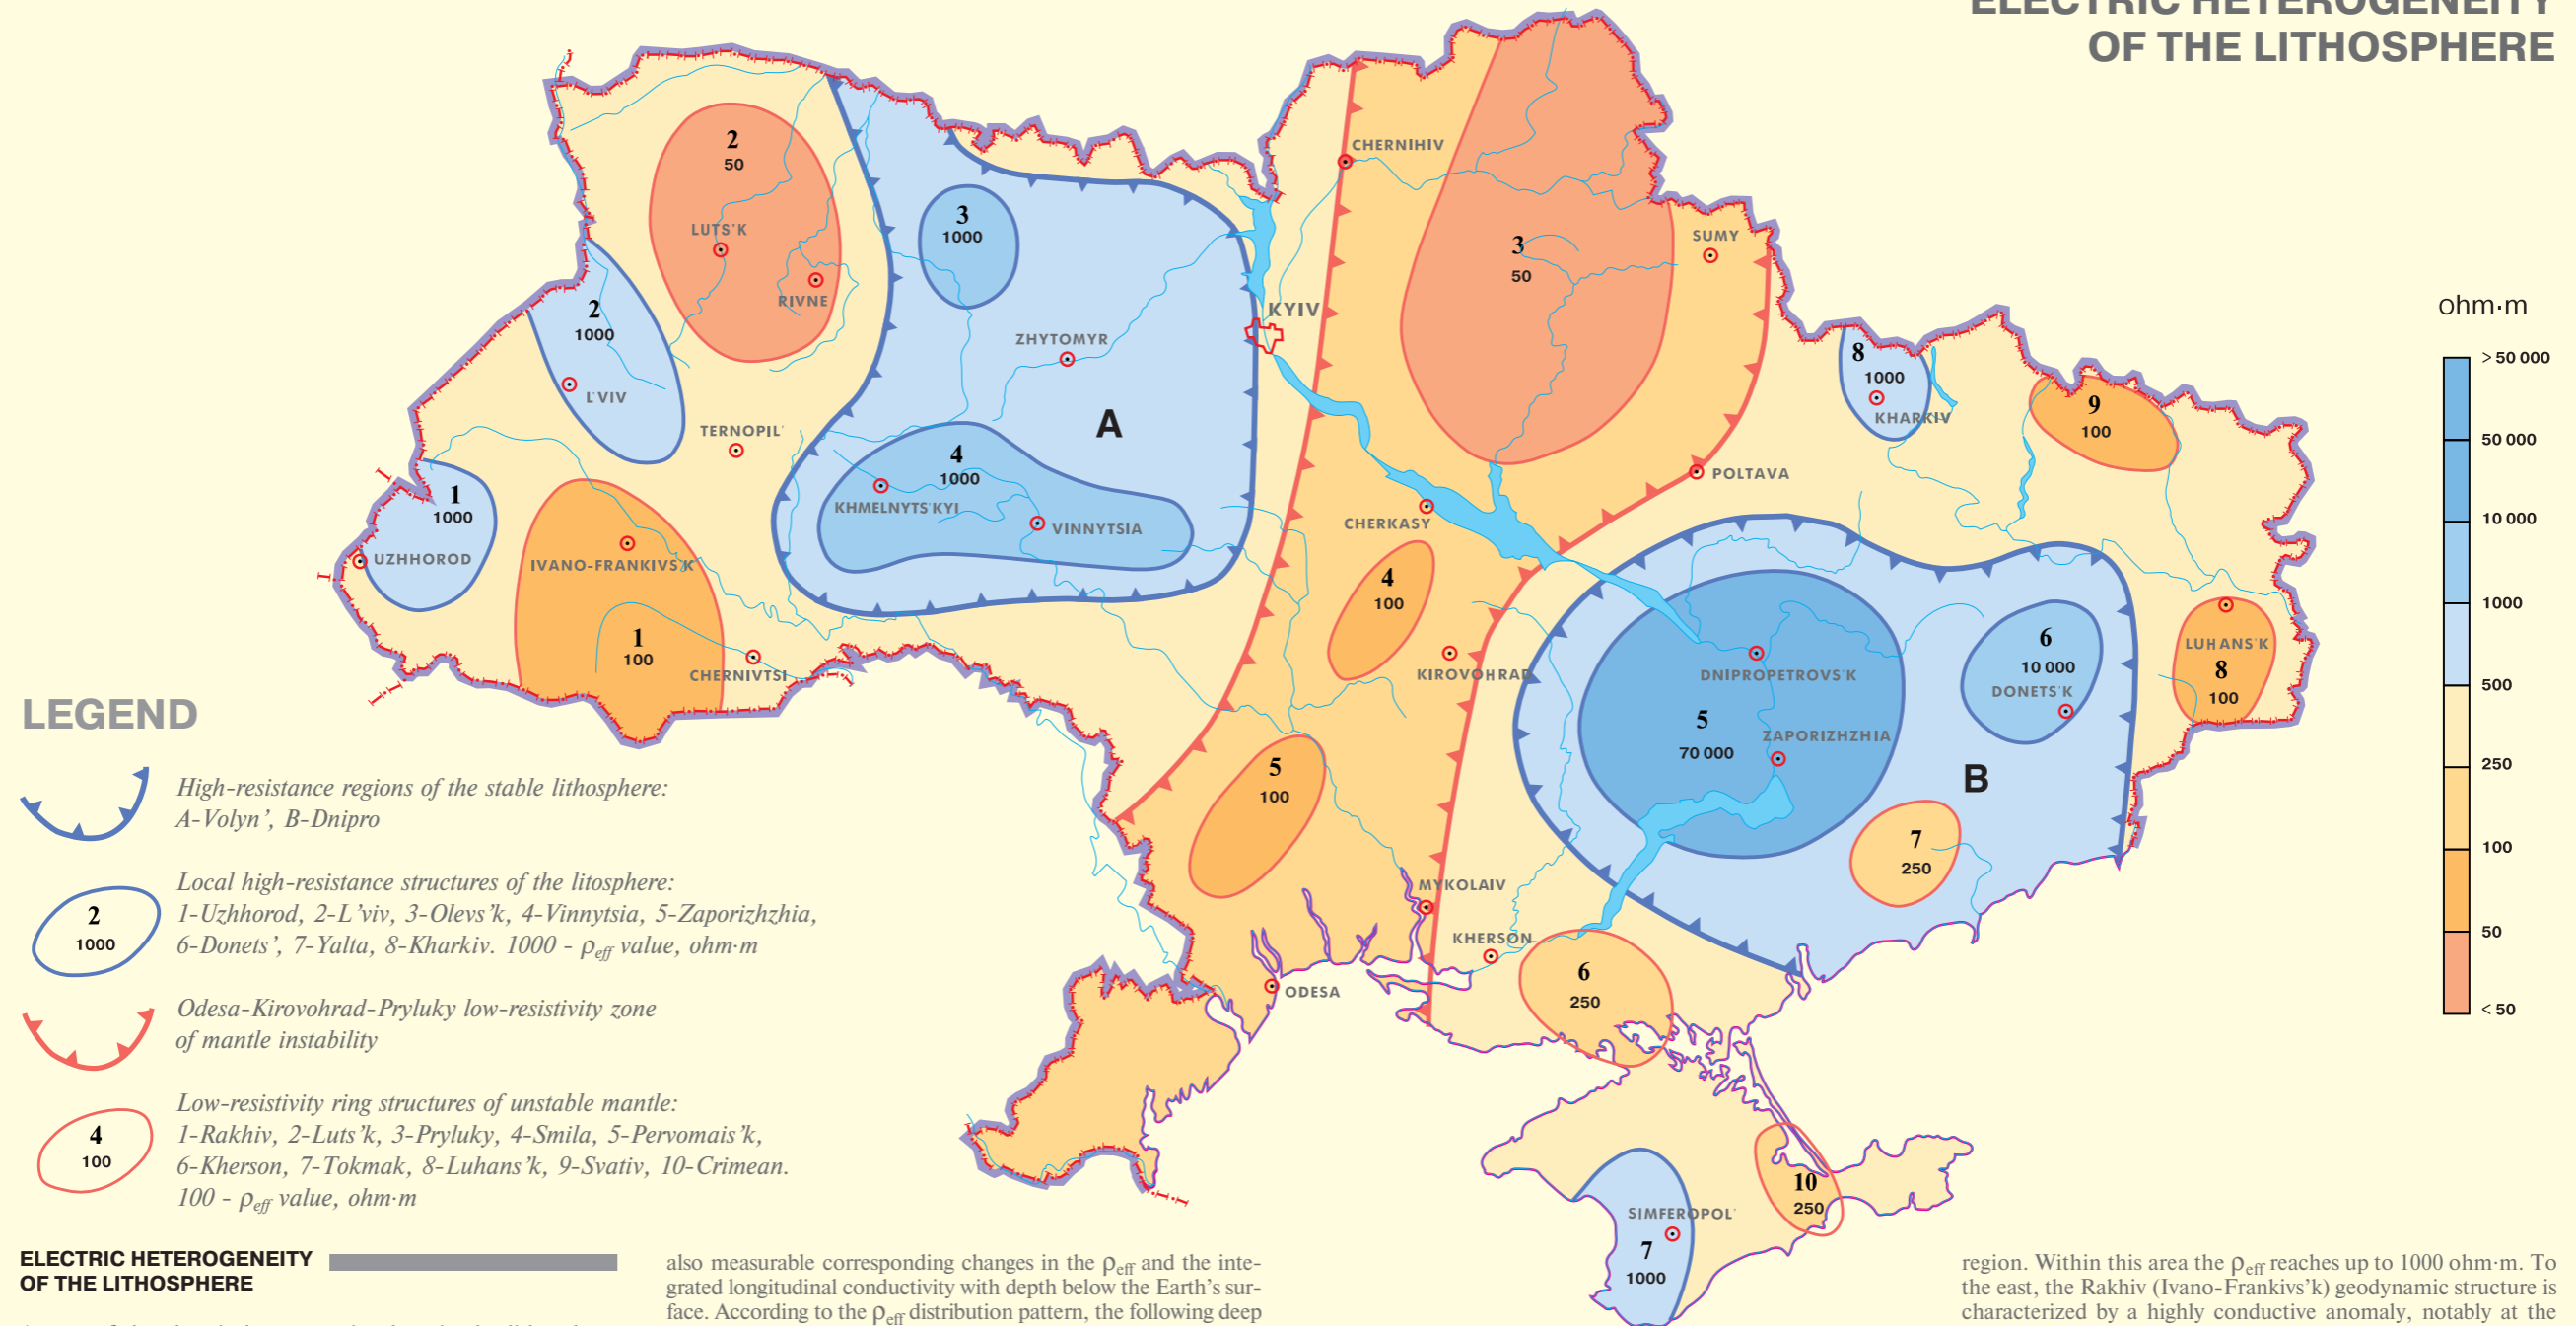 ELECTRIC HETEROGENEITY
OF THE LITHOSPHERE
CHERNIHIV
2
50
LUTS'K
RIVNE
3
1000
3
50
SUMY
2
1000
L'VIV
KYIV
ZHYTOMYR
A
8
1000
KHARKIV
9
100
TERNOPIL'
4
1000
KHMELNYTS'KYI
VINNYTSIA
POLTAVA
CHERKASY
1
1000
UZHHOROD
IVANO-FRANKIVS'K
1
100
CHERNIVTSI
4
100
KIROVOHRAD
DNIPROPETROVS'K
5
70 000
ZAPORIZHZHIA
6
10 000
DONETS'K
B
LUHANS'K
8
100
5
100
7
250
MYKOLAIV
KHERSON
6
250
ODESA
10
250
SIMFEROPOL'
7
1000
ohm·m
> 50 000
50 000
10 000
1000
500
250
100
50
< 50
LEGEND
High-resistance regions of the stable lithosphere:
A-Volyn’, B-Dnipro
2
1000
Local high-resistance structures of the litosphere:
1-Uzhhorod, 2-L’viv, 3-Olevs’k, 4-Vinnytsia, 5-Zaporizhzhia,
6-Donets’, 7-Yalta, 8-Kharkiv. 1000 - ρeff value, ohm·m
Odesa-Kirovohrad-Pryluky low-resistivity zone
of mantle instability
4
100
Low-resistivity ring structures of unstable mantle:
1-Rakhiv, 2-Luts’k, 3-Pryluky, 4-Smila, 5-Pervomais’k,
6-Kherson, 7-Tokmak, 8-Luhans’k, 9-Svativ, 10-Crimean.
100 - ρeff value, ohm·m
ELECTRIC HETEROGENEITY
OF THE LITHOSPHERE
also measurable corresponding changes in the ρeff and the inte-
grated longitudinal conductivity with depth below the Earth’s sur-
face. According to the ρeff distribution pattern, the following deep
region. Within this area the ρeff reaches up to 1000 ohm·m. To
the east, the Rakhiv (Ivano-Frankivs’k) geodynamic structure is
characterized by a highly conductive anomaly, notably at the